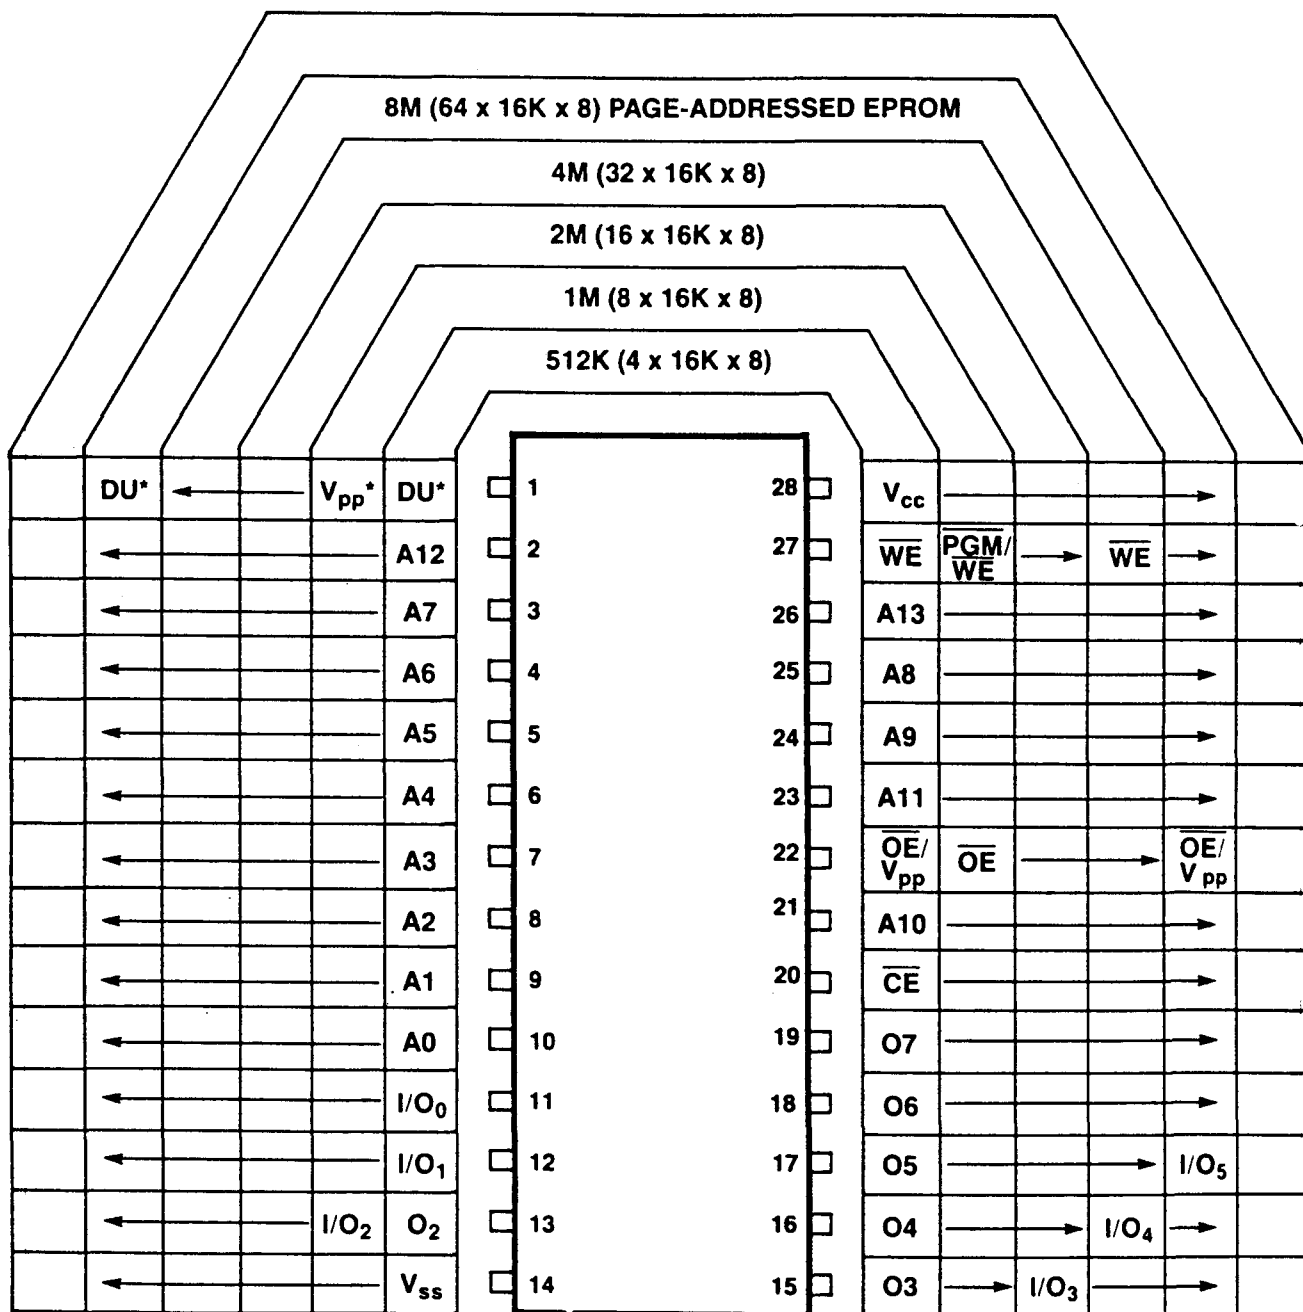 8M (64 x 16K x 8) PAGE-ADDRESSED EPROM
4M (32 x 16K x 8)
2M (16 x 16K x 8)
1M (8 x 16K x 8)
512K (4 x 16K x 8)
DU* Vpp* DU* 1 28 Vcc
A12 2 27 WE PGM/WE WE
A7 3 26 A13
A6 4 25 A8
A5 5 24 A9
A4 6 23 A11
A3 7 22 OE/Vpp OE OE/Vpp
A2 8 21 A10
A1 9 20 CE
A0 10 19 O7
I/O0 11 18 O6
I/O1 12 17 O5 I/O5
I/O2 O2 13 16 O4 I/O4
Vss 14 15 O3 I/O3